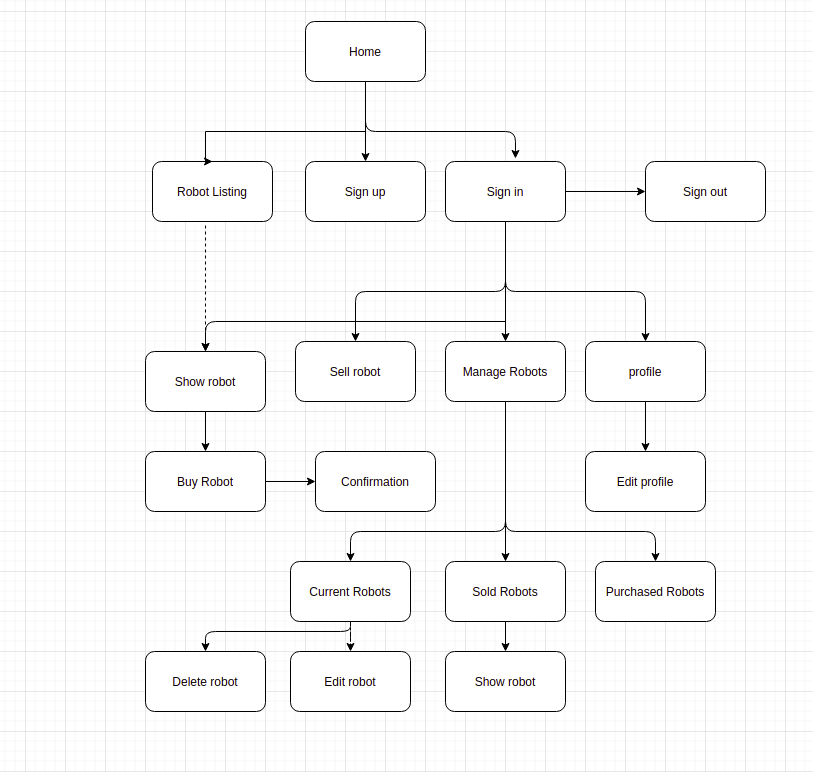 Home
Robot Listing
Sign up
Sign in
Sign out
Show robot
Sell robot
Manage Robots
profile
Buy Robot
Confirmation
Edit profile
Current Robots
Sold Robots
Purchased Robots
Delete robot
Edit robot
Show robot